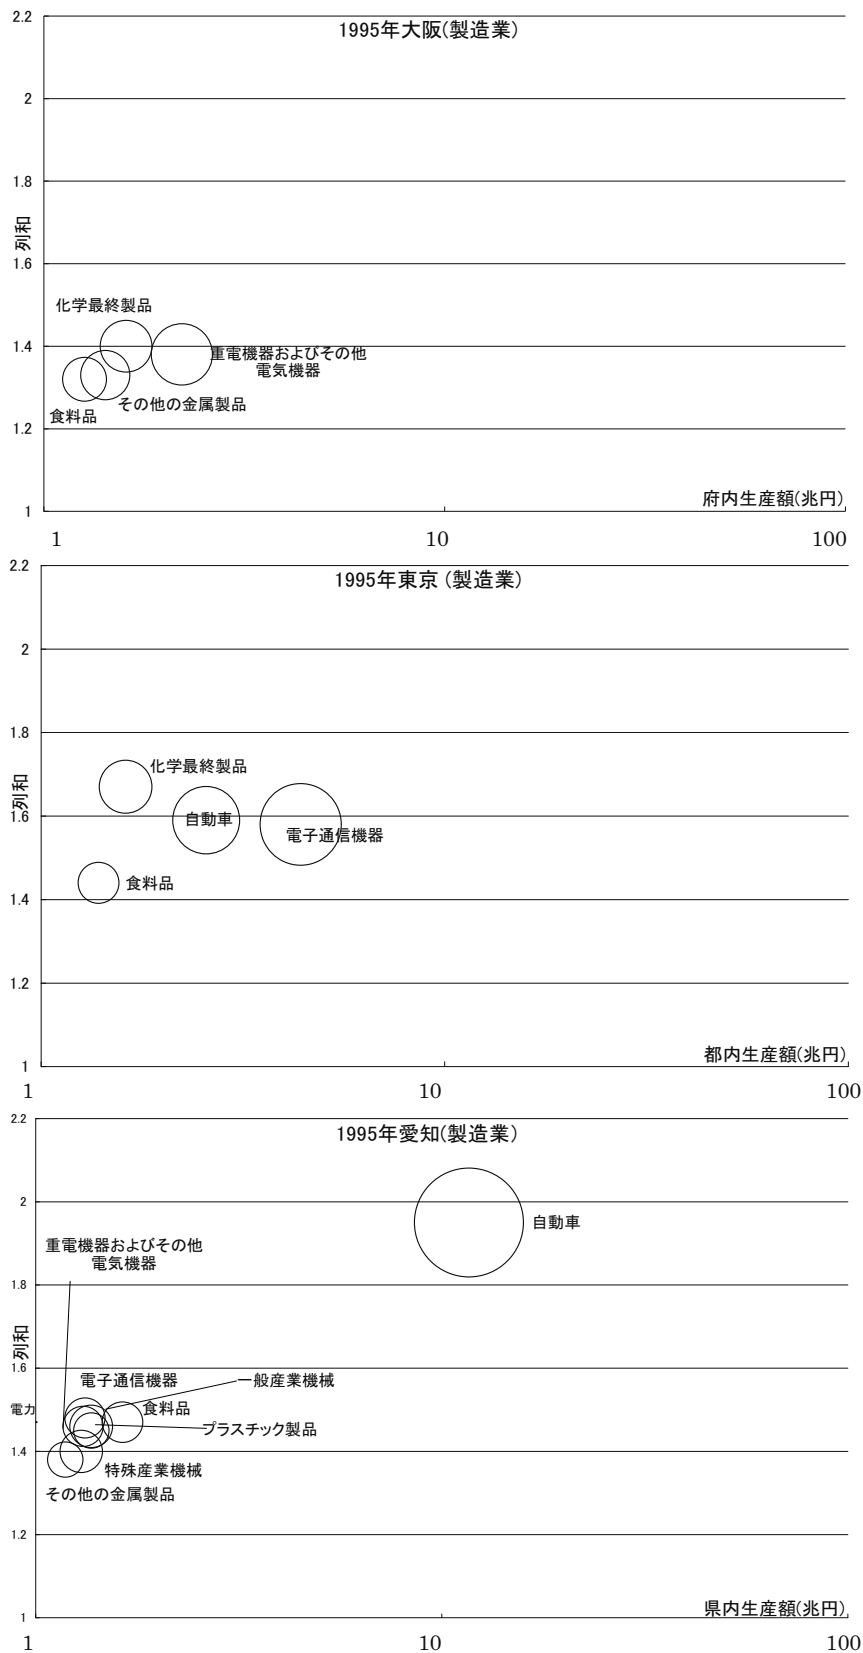 2.2
1995年大阪(製造業)
2
1.8
列和
1.6
化学最終製品
1.4
重電機器およびその他
電気機器
その他の金属製品
食料品
1.2
府内生産額(兆円)
1
1
10
100
2.2
1995年東京 (製造業)
2
1.8
化学最終製品
列和
1.6
自動車
電子通信機器
食料品
1.4
1.2
都内生産額(兆円)
1
1
10
100
2.2
1995年愛知(製造業)
2
自動車
重電機器およびその他
電気機器
1.8
列和
1.6
電子通信機器
一般産業機械
電力
食料品
プラスチック製品
1.4
特殊産業機械
その他の金属製品
1.2
県内生産額(兆円)
1
1
10
100